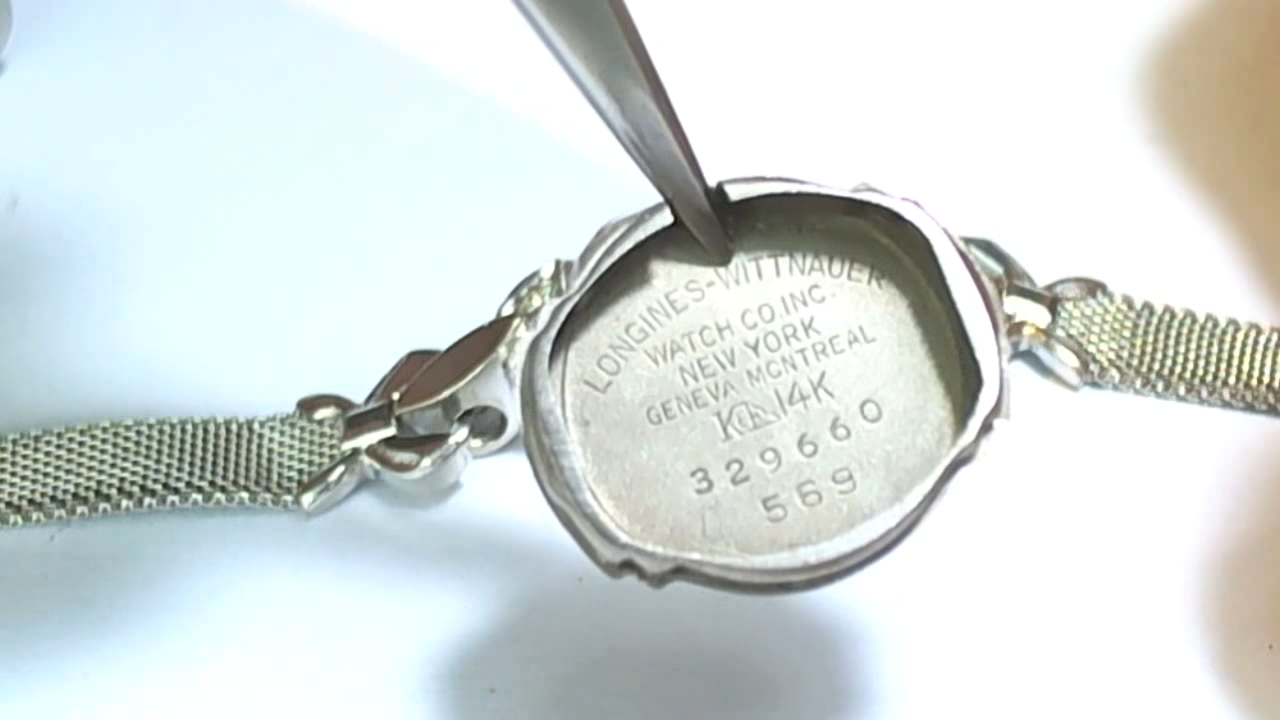 LONGINES-WITTNAUER
WATCH CO. INC.
NEW YORK
GENEVA MONTREAL
14K
329660
569